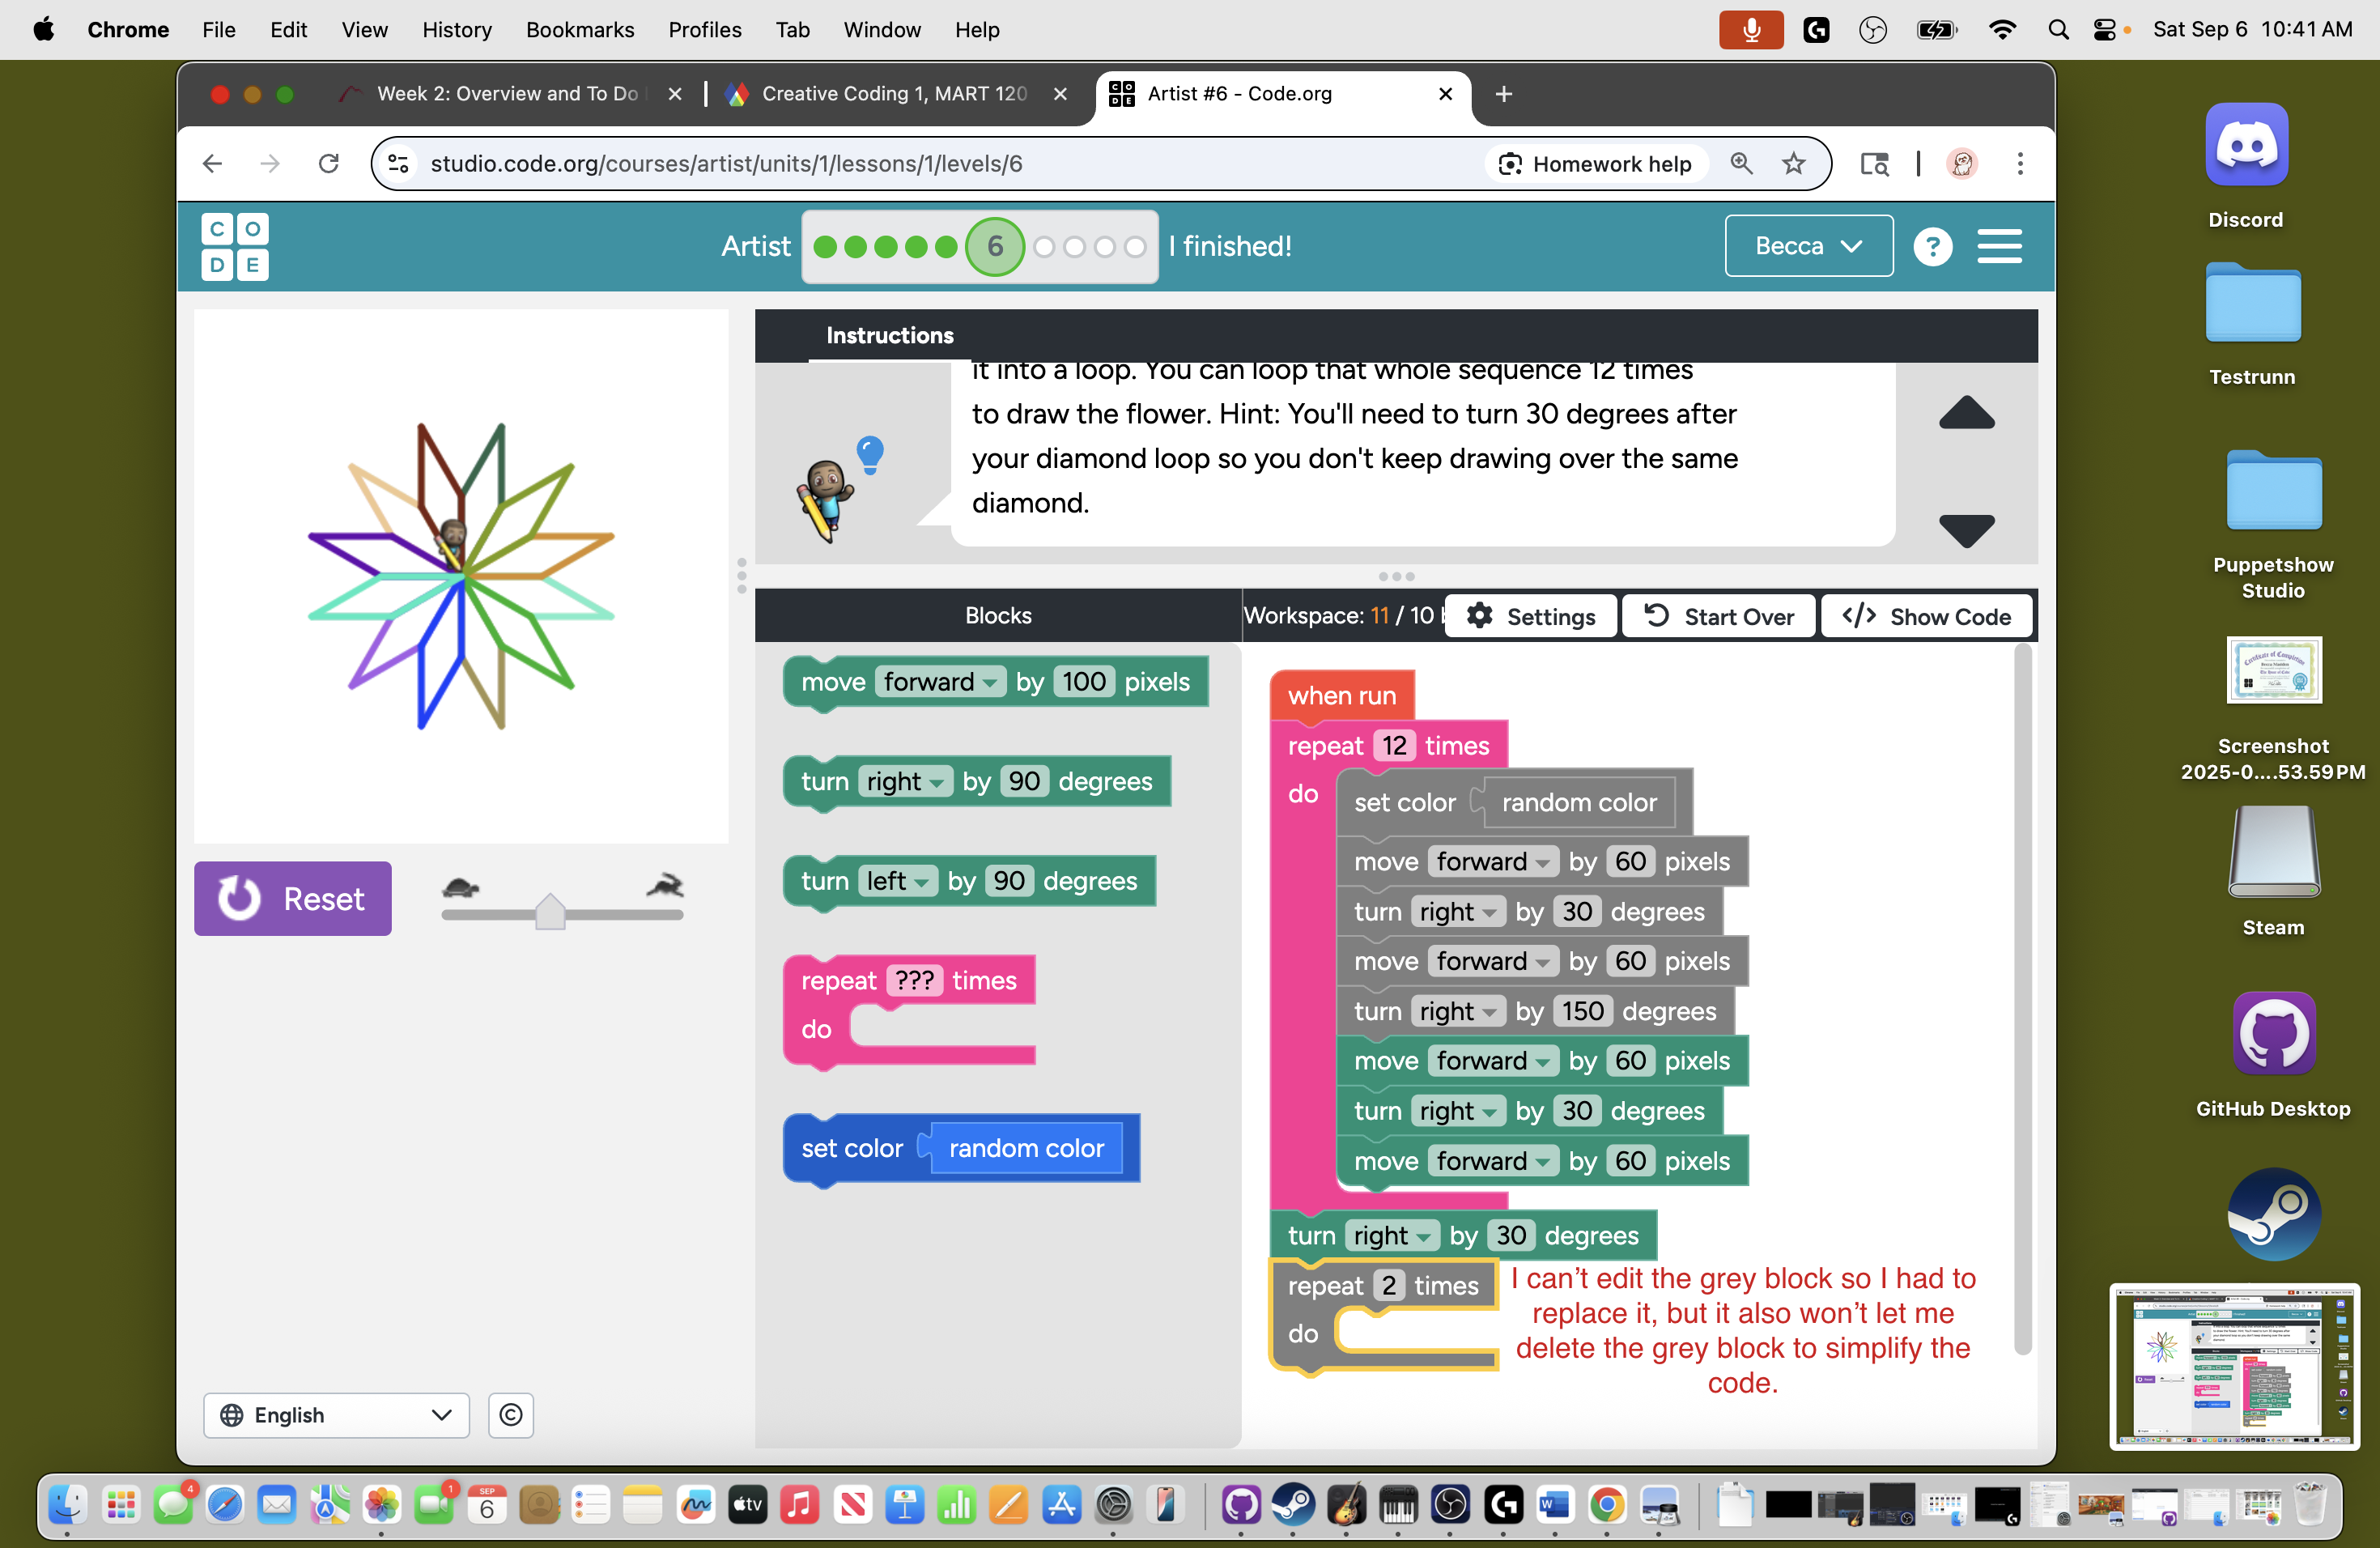 Chrome File Edit View History Bookmarks Profiles Tab Window Help Sat Sep 6 10:41 AM
Week 2: Overview and To Do Creative Coding 1, MART 120 Artist #6 - Code.org
studio.code.org/courses/artist/units/1/lessons/1/levels/6 Homework help
C O
D E
Artist 6 I finished! Becca ?
Instructions
it into a loop. You can loop that whole sequence 12 times
to draw the flower. Hint: You'll need to turn 30 degrees after
your diamond loop so you don't keep drawing over the same
diamond.
Blocks
Workspace: 11 / 10 Settings Start Over Show Code
move forward by 100 pixels
turn right by 90 degrees
turn left by 90 degrees
repeat ??? times
do
set color random color
when run
repeat 12 times
do set color random color
move forward by 60 pixels
turn right by 30 degrees
move forward by 60 pixels
turn right by 150 degrees
move forward by 60 pixels
turn right by 30 degrees
move forward by 60 pixels
turn right by 30 degrees
repeat 2 times
do
I can’t edit the grey block so I had to
replace it, but it also won’t let me
delete the grey block to simplify the
code.
Reset
English
©
Discord
Testrunn
Puppetshow
Studio
Screenshot
2025-0....53.59 PM
Steam
GitHub Desktop
4
1
SEP
6
tv